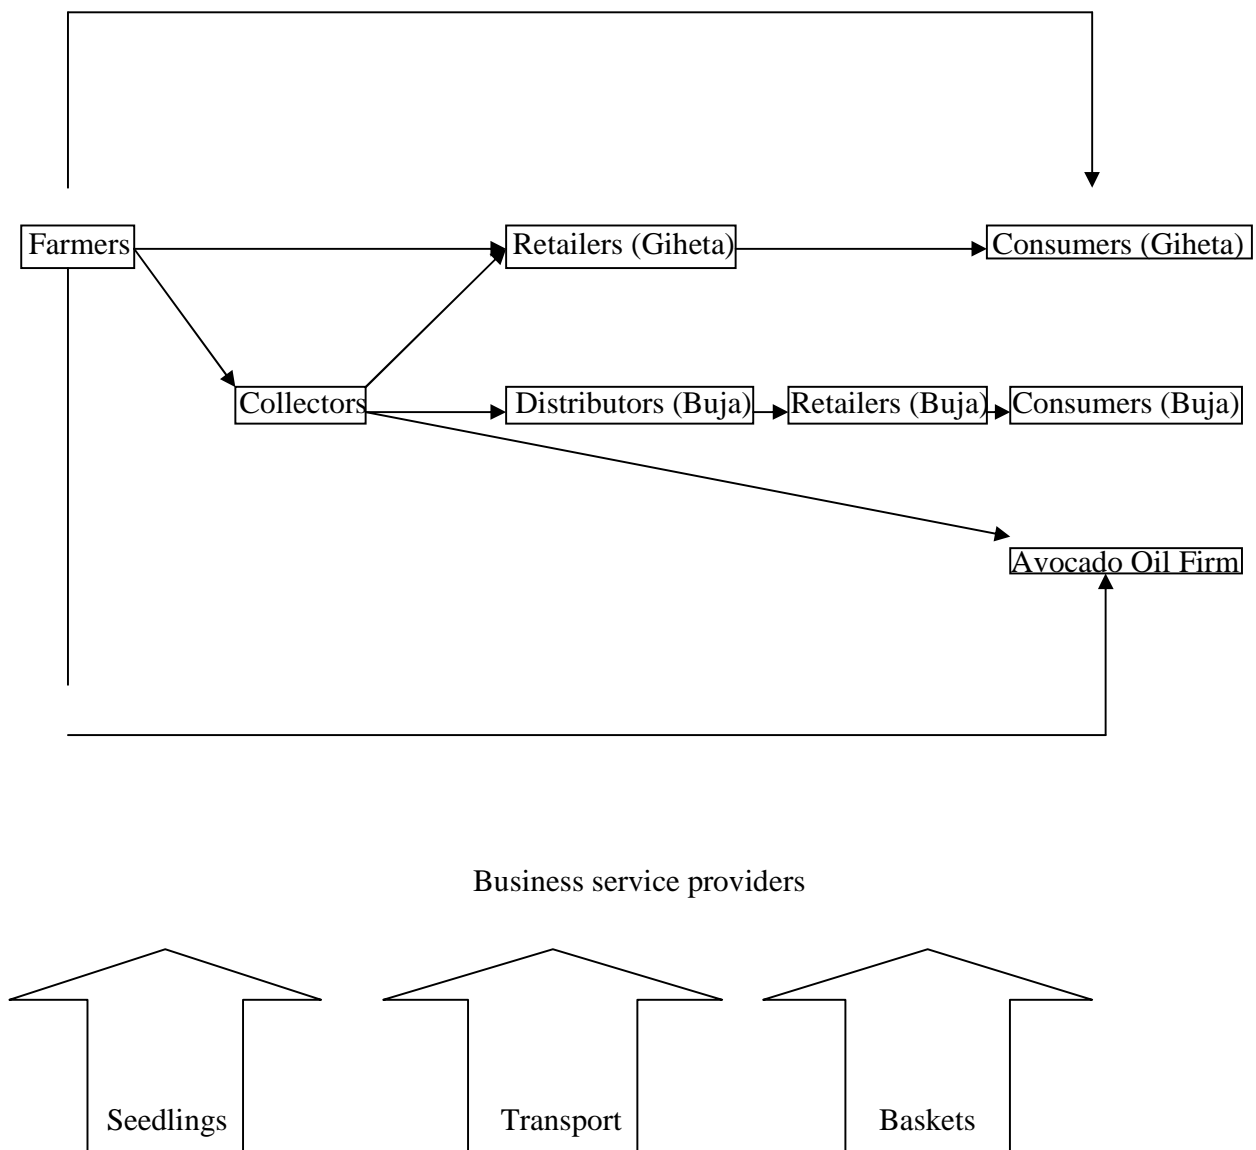 Farmers
Retailers (Giheta)
Consumers (Giheta)
Collectors
Distributors (Buja)
Retailers (Buja)
Consumers (Buja)
Avocado Oil Firm
Business service providers
Seedlings
Transport
Baskets